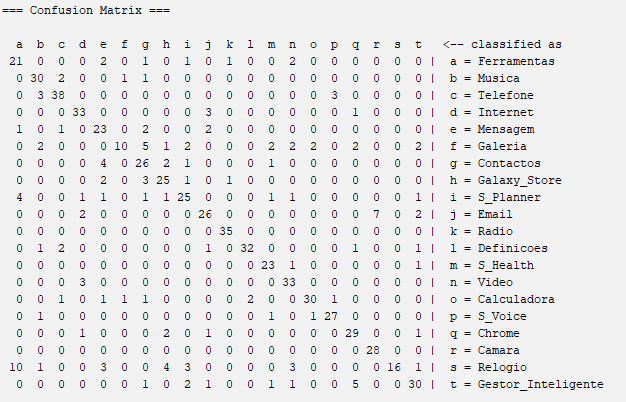 === Confusion Matrix ===
a b c d e f g h i j k l m n o p q r s t <-- classified as
21 0 0 0 2 0 1 0 1 0 1 0 0 2 0 0 0 0 0 0 | a = Ferramentas
0 30 2 0 0 1 1 0 0 0 0 0 0 0 0 0 0 0 0 0 | b = Musica
0 3 38 0 0 0 0 0 0 0 0 0 0 0 0 3 0 0 0 0 | c = Telefone
0 0 0 33 0 0 0 0 0 3 0 0 0 0 0 0 1 0 0 0 | d = Internet
1 0 1 0 23 0 2 0 0 2 0 0 0 0 0 0 0 0 0 0 | e = Mensagem
0 2 0 0 0 10 5 1 2 0 0 0 2 2 2 0 2 0 0 2 | f = Galeria
0 0 0 0 4 0 26 2 1 0 0 0 1 0 0 0 0 0 0 0 | g = Contactos
0 0 0 0 2 0 3 25 1 0 1 0 0 0 0 0 0 0 0 0 | h = Galaxy_Store
4 0 0 1 1 0 1 1 25 0 0 0 1 1 0 0 0 0 0 1 | i = S_Planner
0 0 0 2 0 0 0 0 0 26 0 0 0 0 0 0 0 7 0 2 | j = Email
0 0 0 0 0 0 0 0 0 0 35 0 0 0 0 0 0 0 0 0 | k = Radio
0 1 2 0 0 0 0 0 0 1 0 32 0 0 0 0 1 0 0 1 | l = Definicoes
0 0 0 0 0 0 0 0 0 0 0 0 23 1 0 0 0 0 0 1 | m = S_Health
0 0 0 3 0 0 0 0 0 0 0 0 0 33 0 0 0 0 0 0 | n = Video
0 0 1 0 1 1 1 0 0 0 0 2 0 0 30 1 0 0 0 0 | o = Calculadora
0 1 0 0 0 0 0 0 0 0 0 0 1 0 1 27 0 0 0 0 | p = S_Voice
0 0 0 1 0 0 0 2 0 1 0 0 0 0 0 0 29 0 0 1 | q = Chrome
0 0 0 0 0 0 0 0 0 0 0 0 0 0 0 0 0 28 0 0 | r = Camara
10 1 0 0 3 0 0 4 3 0 0 0 0 3 0 0 0 0 16 1 | s = Relogio
0 0 0 0 0 0 1 0 2 1 0 0 1 1 0 0 5 0 0 30 | t = Gestor_Inteligente